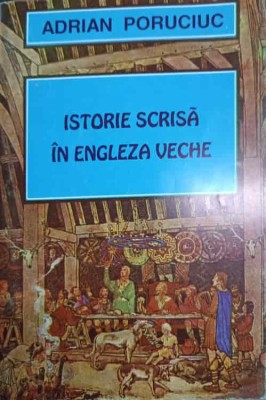 ADRIAN PORUCIUC
ISTORIE SCRISĂ
ÎN ENGLEZA VECHE